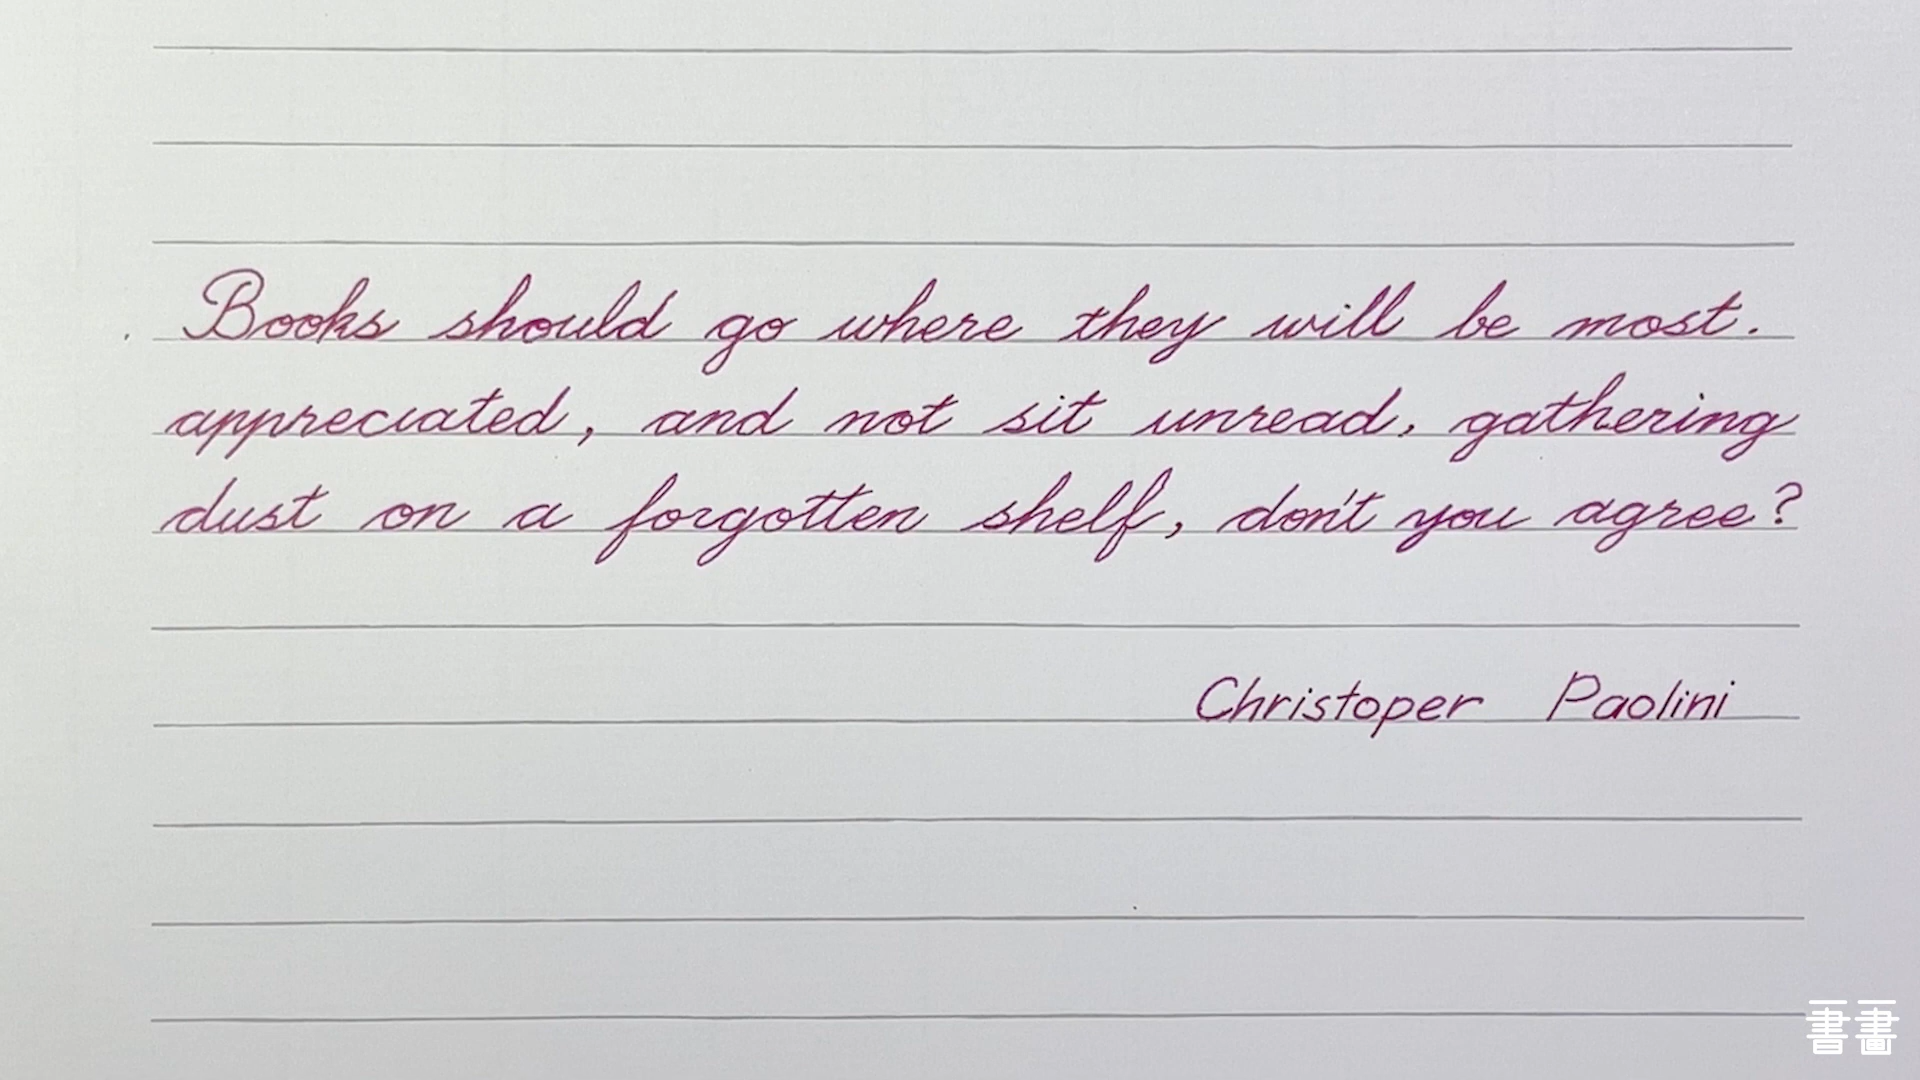 Books should go where they will be most.
appreciated, and not sit unread, gathering
dust on a forgotten shelf, don't you agree?
Christoper Paolini
書畫